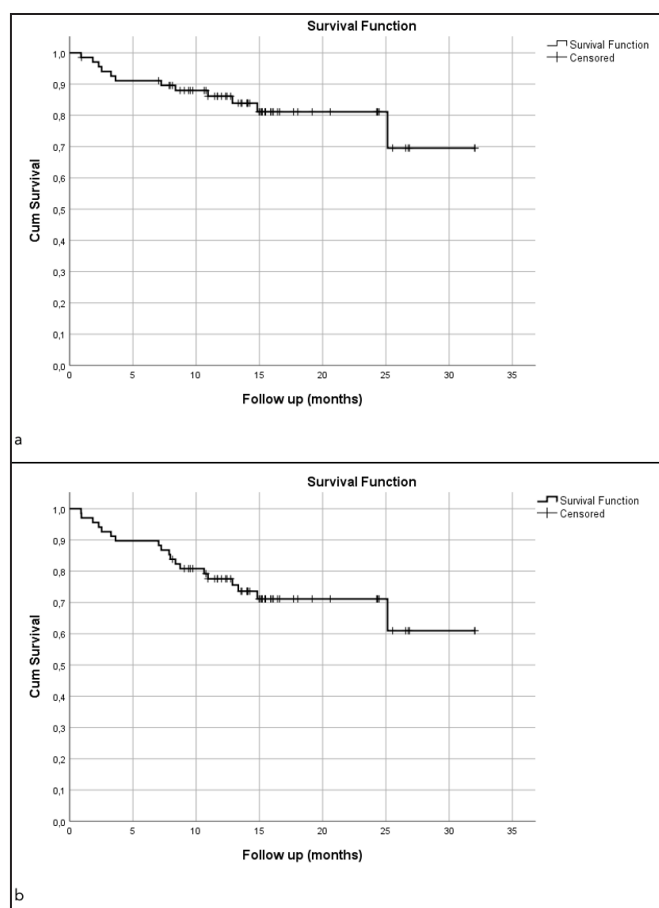 Survival Function
Survival Function
Censored
1,0
0,9
0,8
0,7
0,6
0,5
0,4
0,3
0,2
0,1
0,0
Cum Survival
0 5 10 15 20 25 30 35
Follow up (months)
a
Survival Function
Survival Function
Censored
1,0
0,9
0,8
0,7
0,6
0,5
0,4
0,3
0,2
0,1
0,0
Cum Survival
0 5 10 15 20 25 30 35
Follow up (months)
b